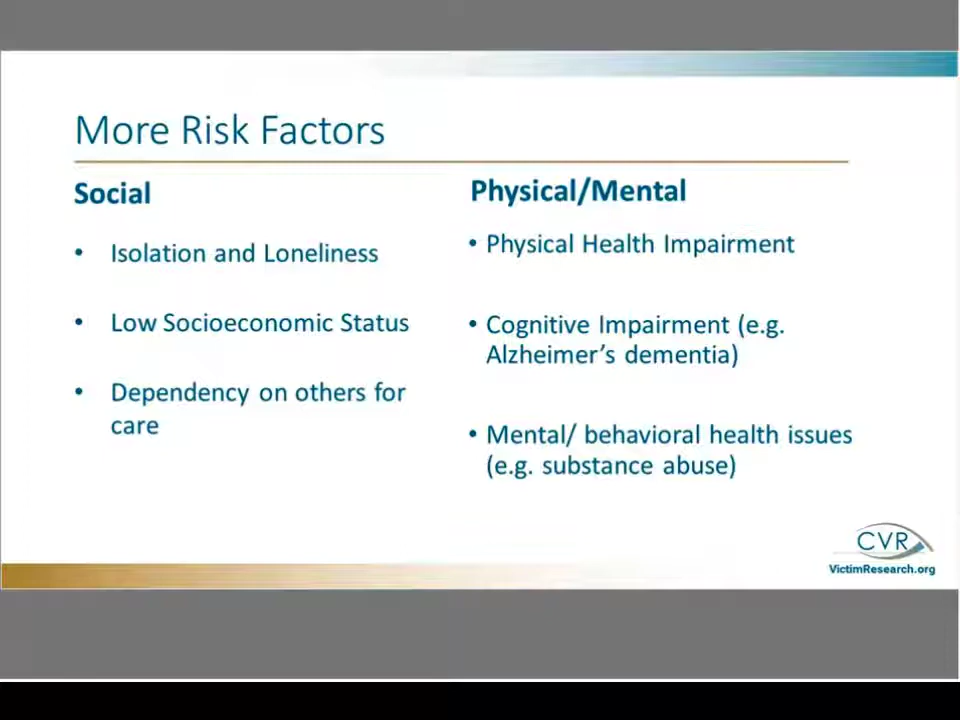 More Risk Factors
Social
• Isolation and Loneliness
• Low Socioeconomic Status
• Dependency on others for
care
Physical/Mental
• Physical Health Impairment
• Cognitive Impairment (e.g.
Alzheimer's dementia)
• Mental/ behavioral health issues
(e.g. substance abuse)
CVR
VictimResearch.org